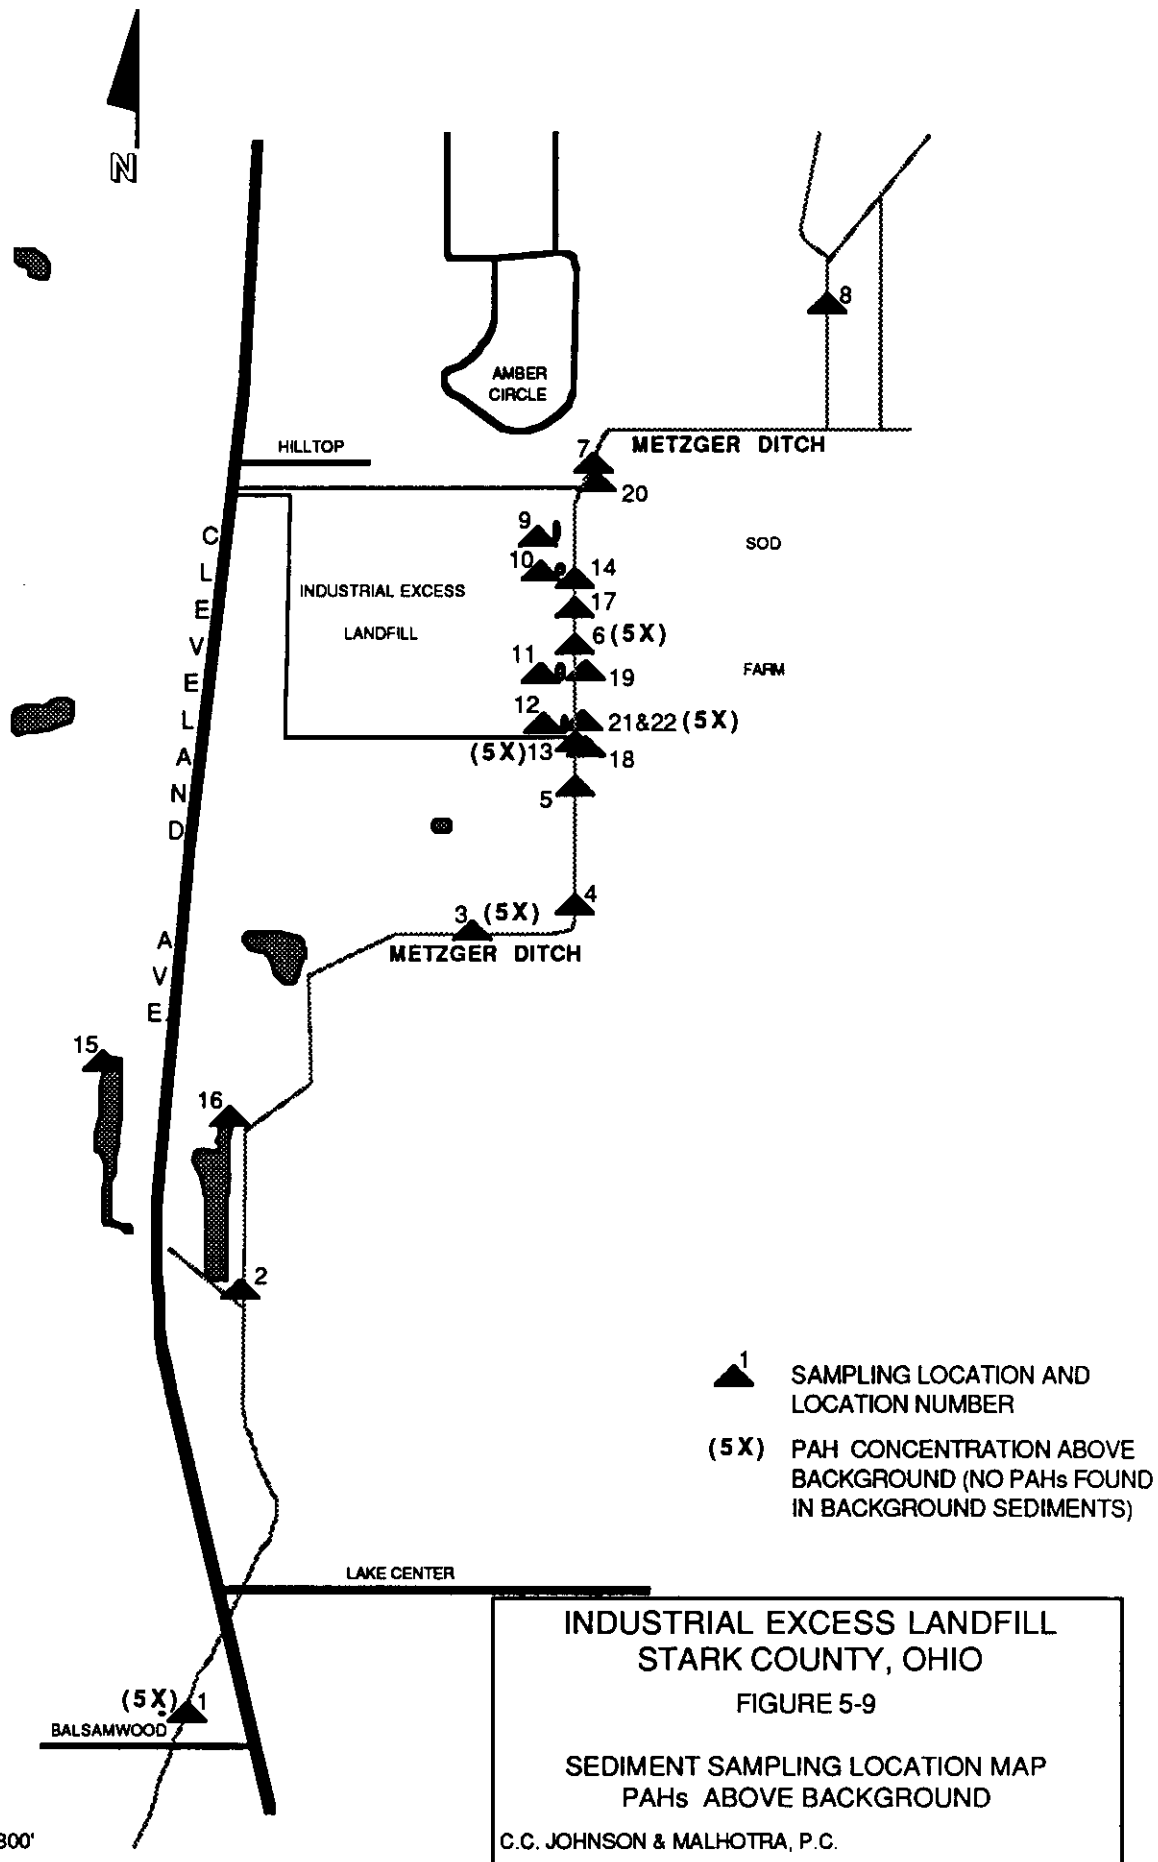 N
8
AMBER
CIRCLE
HILLTOP
7
METZGER DITCH
20
9
SOD
10
14
INDUSTRIAL EXCESS
17
LANDFILL
6 (5X)
11
19
FARM
12
21&22 (5X)
(5X) 13
18
5
CLEVELAND AVE
4
3 (5X)
METZGER DITCH
15
16
2
1
SAMPLING LOCATION AND
LOCATION NUMBER
(5X) PAH CONCENTRATION ABOVE
BACKGROUND (NO PAHs FOUND
IN BACKGROUND SEDIMENTS)
LAKE CENTER
(5X) 1
BALSAMWOOD
INDUSTRIAL EXCESS LANDFILL
STARK COUNTY, OHIO
FIGURE 5-9
SEDIMENT SAMPLING LOCATION MAP
PAHs ABOVE BACKGROUND
C.C. JOHNSON & MALHOTRA, P.C.